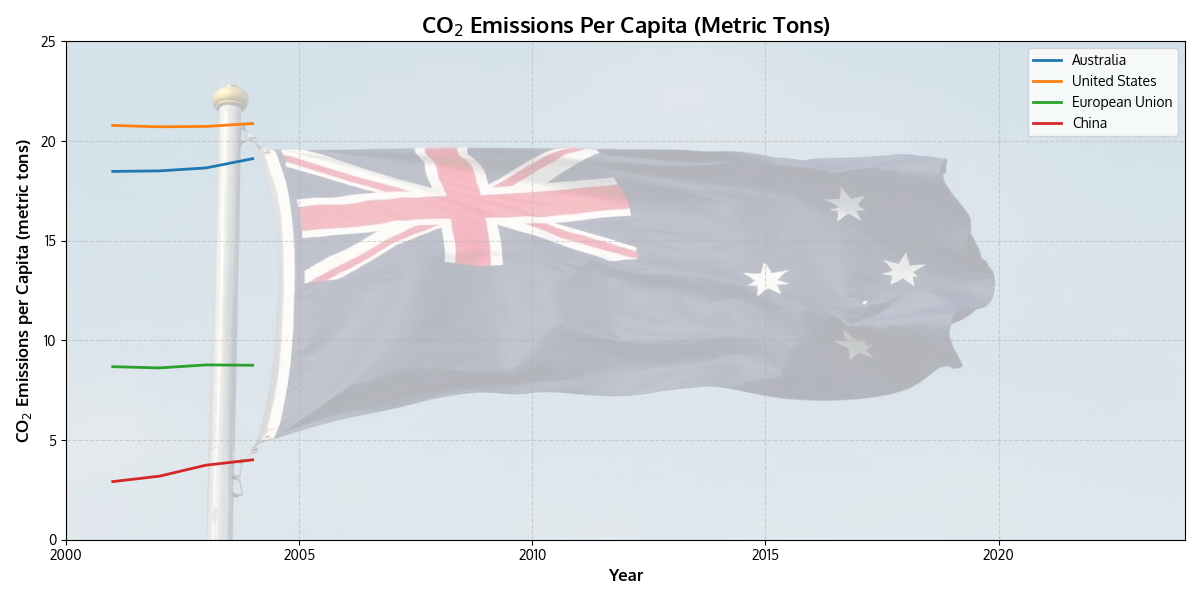 CO₂ Emissions Per Capita (Metric Tons)
CO₂ Emissions per Capita (metric tons)
25
20
15
10
5
0
Australia
United States
European Union
China
2000 2005 2010 2015 2020
Year